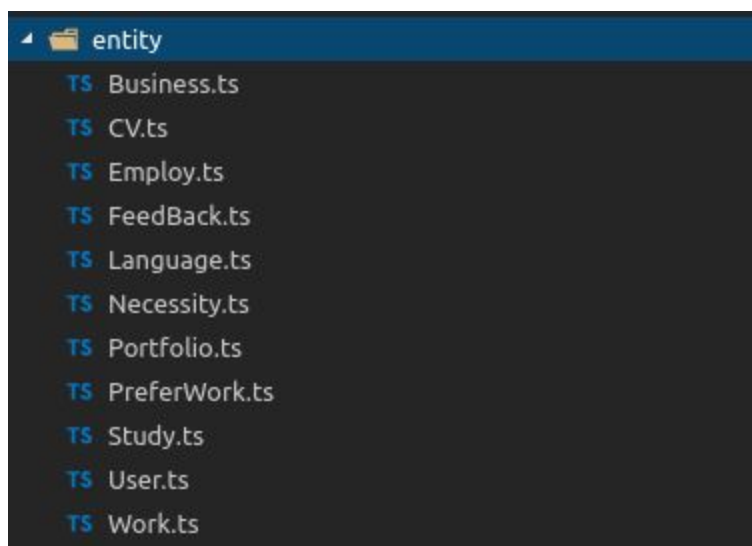 entity
TS Business.ts
TS CV.ts
TS Employ.ts
TS FeedBack.ts
TS Language.ts
TS Necessity.ts
TS Portfolio.ts
TS PreferWork.ts
TS Study.ts
TS User.ts
TS Work.ts